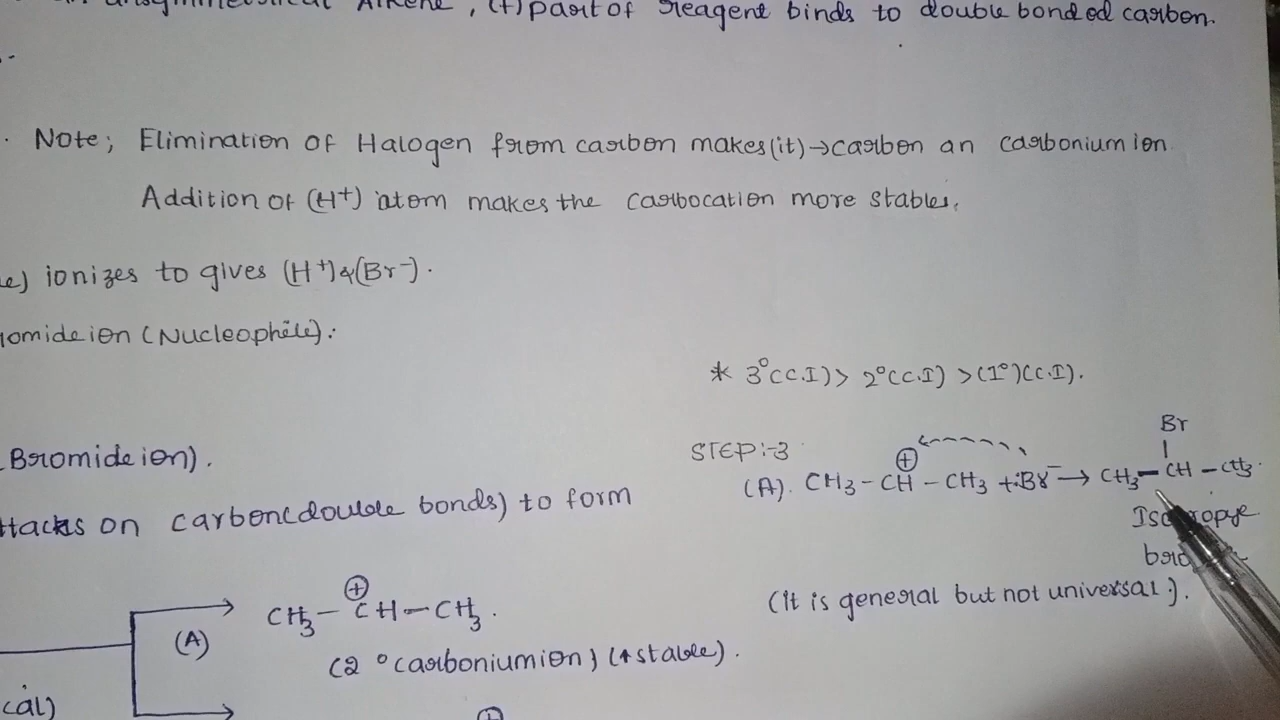 unsymmetrical Alkene, (+) part of reagent binds to double bonded carbon.
Note; Elimination of Halogen from carbon makes (it)→carbon an carbonium ion
Addition of (H+) atom makes the carbocation more stables.
ionizes to gives (H+) & (Br-).
ion (Nucleophile):
* 3°(C.I) > 2°(C.I) > (1°)(C.I).
Bromide ion).
STEP:-3
Br
|
(A). CH3 - CH - CH3 + :Br- → CH3 - CH - CH3.
⊕
on carbon(double bonds) to form
(It is general but not universal:).
⊕
(A) CH3 - CH - CH3.
(2° carbonium ion) (↑stable).
⊕